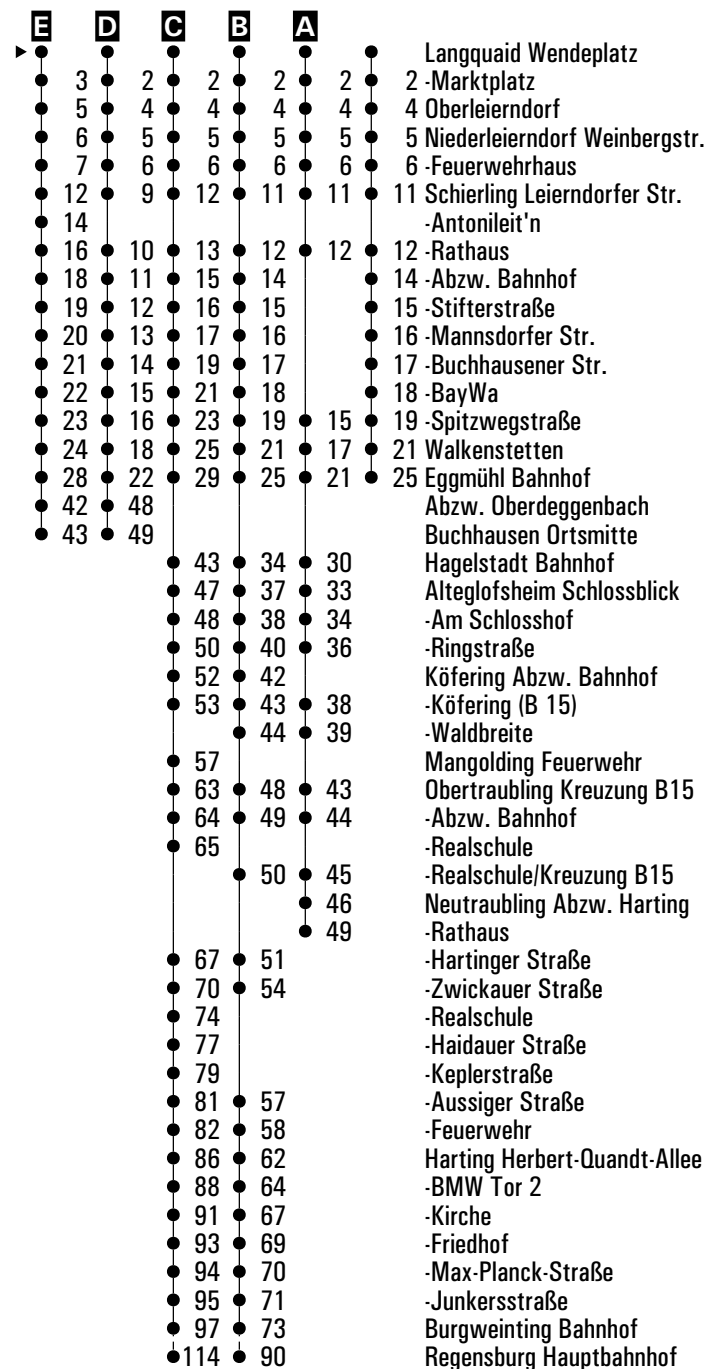 E D C B A
Langquaid Wendeplatz
3 2 2 2 2 2 -Marktplatz
5 4 4 4 4 4 Oberleierndorf
6 5 5 5 5 5 Niederleierndorf Weinbergstr.
7 6 6 6 6 6 -Feuerwehrhaus
12 9 12 11 11 11 Schierling Leierndorfer Str.
14 -Antonileit'n
16 10 13 12 12 12 -Rathaus
18 11 15 14 14 -Abzw. Bahnhof
19 12 16 15 15 -Stifterstraße
20 13 17 16 16 -Mannsdorfer Str.
21 14 19 17 17 -Buchhausener Str.
22 15 21 18 18 -BayWa
23 16 23 19 15 19 -Spitzwegstraße
24 18 25 21 17 21 Walkenstetten
28 22 29 25 21 25 Eggmühl Bahnhof
42 48 Abzw. Oberdeggenbach
43 49 Buchhausen Ortsmitte
43 34 30 Hagelstadt Bahnhof
47 37 33 Alteglofsheim Schlossblick
48 38 34 -Am Schlosshof
50 40 36 -Ringstraße
52 42 Köfering Abzw. Bahnhof
53 43 38 -Köfering (B 15)
44 39 -Waldbreite
57 Mangolding Feuerwehr
63 48 43 Obertraubling Kreuzung B15
64 49 44 -Abzw. Bahnhof
65 -Realschule
50 45 -Realschule/Kreuzung B15
46 Neutraubling Abzw. Harting
49 -Rathaus
67 51 -Hartinger Straße
70 54 -Zwickauer Straße
74 -Realschule
77 -Haidauer Straße
79 -Keplerstraße
81 57 -Aussiger Straße
82 58 -Feuerwehr
86 62 Harting Herbert-Quandt-Allee
88 64 -BMW Tor 2
91 67 -Kirche
93 69 -Friedhof
94 70 -Max-Planck-Straße
95 71 -Junkersstraße
97 73 Burgweinting Bahnhof
114 90 Regensburg Hauptbahnhof